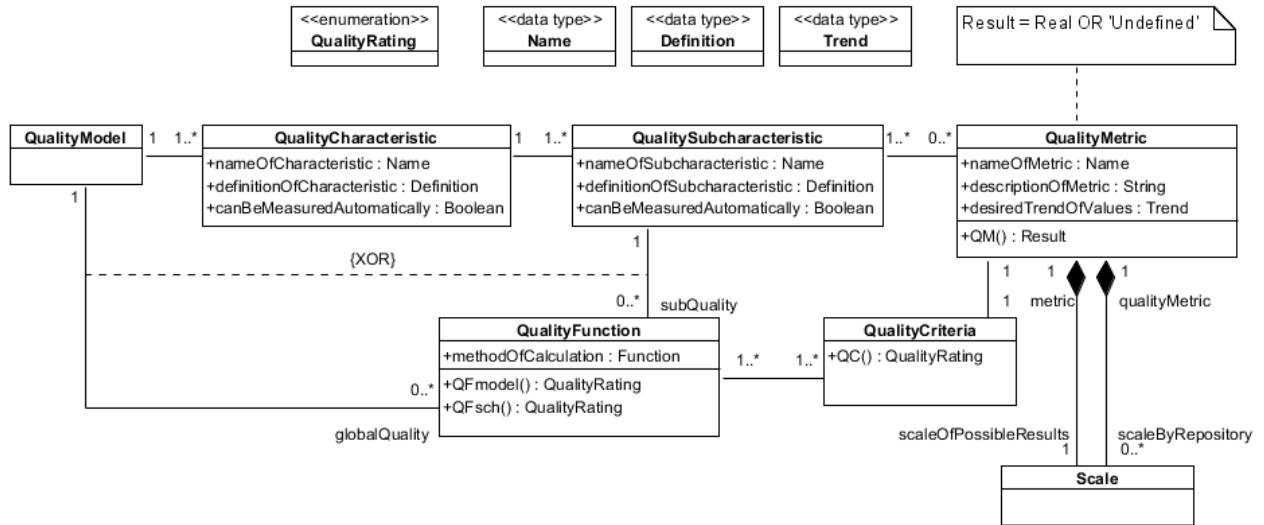 <<enumeration>>
QualityRating
<<data type>>
Name
<<data type>>
Definition
<<data type>>
Trend
Result = Real OR 'Undefined'
QualityModel
1
1..*
QualityCharacteristic
+nameOfCharacteristic : Name
+definitionOfCharacteristic : Definition
+canBeMeasuredAutomatically : Boolean
1
1..*
QualitySubcharacteristic
+nameOfSubcharacteristic : Name
+definitionOfSubcharacteristic : Definition
+canBeMeasuredAutomatically : Boolean
1..*
0..*
QualityMetric
+nameOfMetric : Name
+descriptionOfMetric : String
+desiredTrendOfValues : Trend
+QM() : Result
1
1
{XOR}
0..*
subQuality
1
1
1
1
metric
qualityMetric
QualityFunction
+methodOfCalculation : Function
+QFmodel() : QualityRating
+QFsch() : QualityRating
1..*
1..*
QualityCriteria
+QC() : QualityRating
0..*
globalQuality
scaleOfPossibleResults
1
scaleByRepository
0..*
Scale